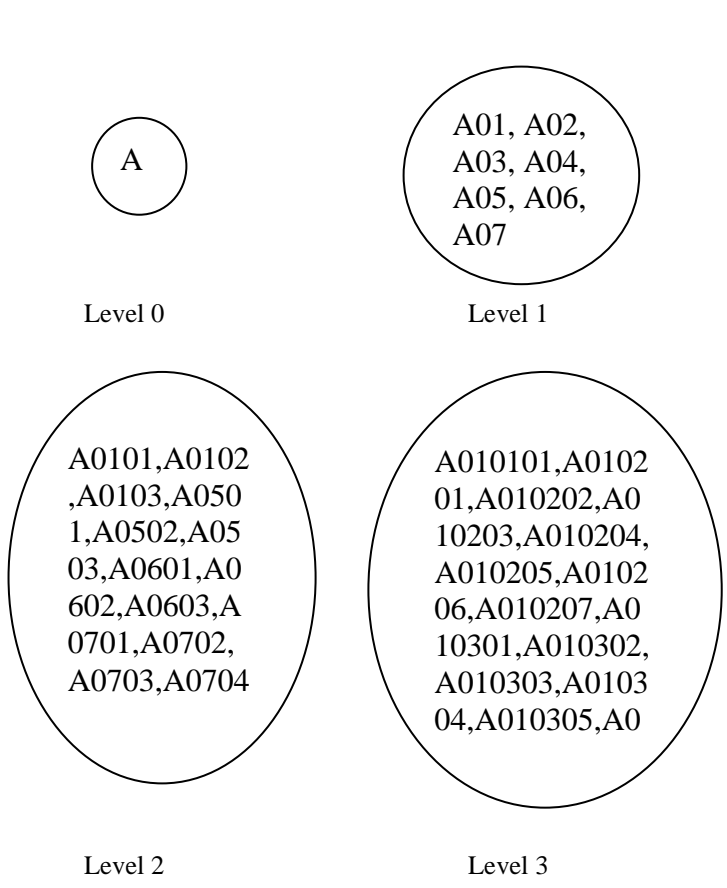 A
A01, A02,
A03, A04,
A05, A06,
A07
Level 0
Level 1
A0101,A0102
,A0103,A050
1,A0502,A05
03,A0601,A0
602,A0603,A
0701,A0702,
A0703,A0704
A010101,A0102
01,A010202,A0
10203,A010204,
A010205,A0102
06,A010207,A0
10301,A010302,
A010303,A0103
04,A010305,A0
Level 2
Level 3